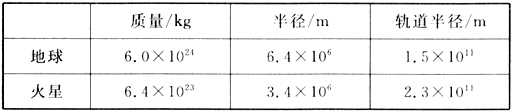 质量/kg 半径/m 轨道半径/m
地球 6.0×10²⁴ 6.4×10⁶ 1.5×10¹¹
火星 6.4×10²³ 3.4×10⁶ 2.3×10¹¹